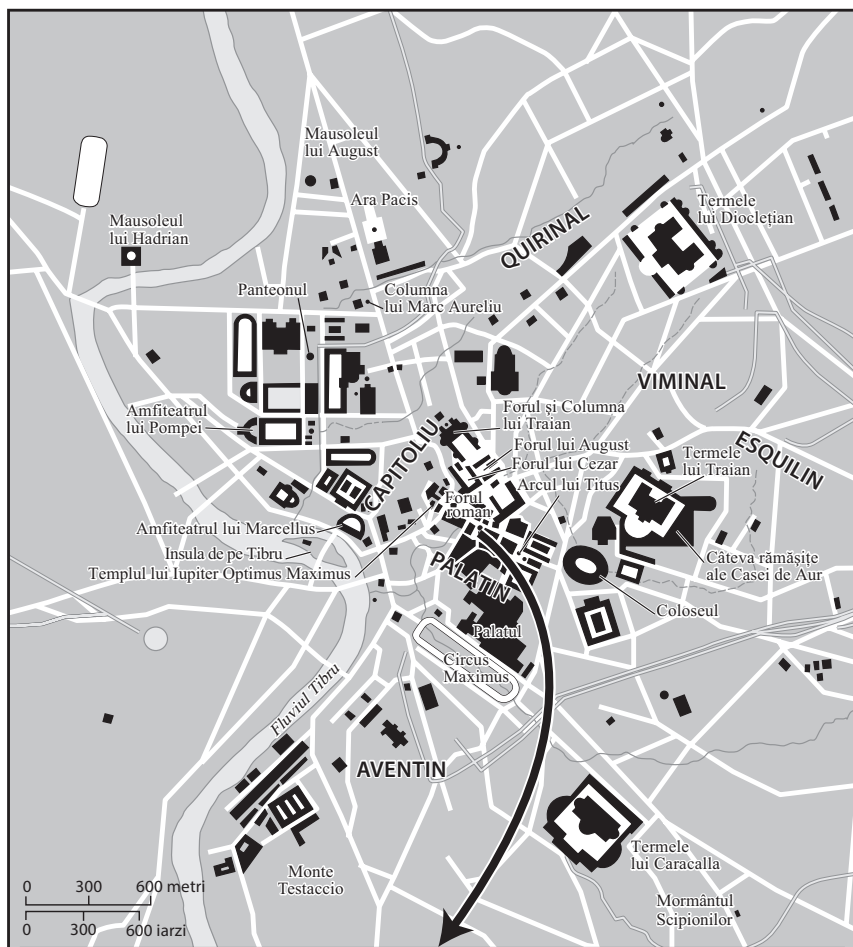 Mausoleul
lui August
Ara Pacis
Mausoleul
lui Hadrian
QUIRINAL
Termele
lui Dioclețian
Panteonul
Columna
lui Marc Aureliu
VIMINAL
Amfiteatrul
lui Pompei
CAPITOLIU
Forul și Columna
lui Traian
Forul lui August
Forul lui Cezar
Arcul lui Titus
Forul
roman
ESQUILIN
Termele
lui Traian
Amfiteatrul lui Marcellus
Insula de pe Tibru
Templul lui Iupiter Optimus Maximus
PALATIN
Câteva rămășițe
ale Casei de Aur
Coloseul
Palatul
Circus
Maximus
Fluviul Tibru
AVENTIN
Termele
lui Caracalla
Monte
Testaccio
Mormântul
Scipionilor
0 300 600 metri
0 300 600 iarzi